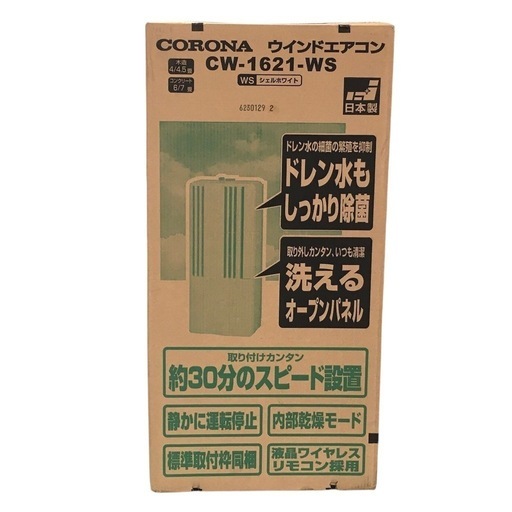 CORONA ウインドエアコン
木造
4/4.5畳
CW-1621-WS
コンクリート
6/7畳
WS シェルホワイト
日本製
6230129 2
ドレン水の細菌の繁殖を抑制
ドレン水も
しっかり除菌
取り外しカンタン、いつも清潔
洗える
オープンパネル
取り付けカンタン
約30分のスピード設置
静かに運転停止
内部乾燥モード
標準取付枠同梱
液晶ワイヤレス
リモコン採用